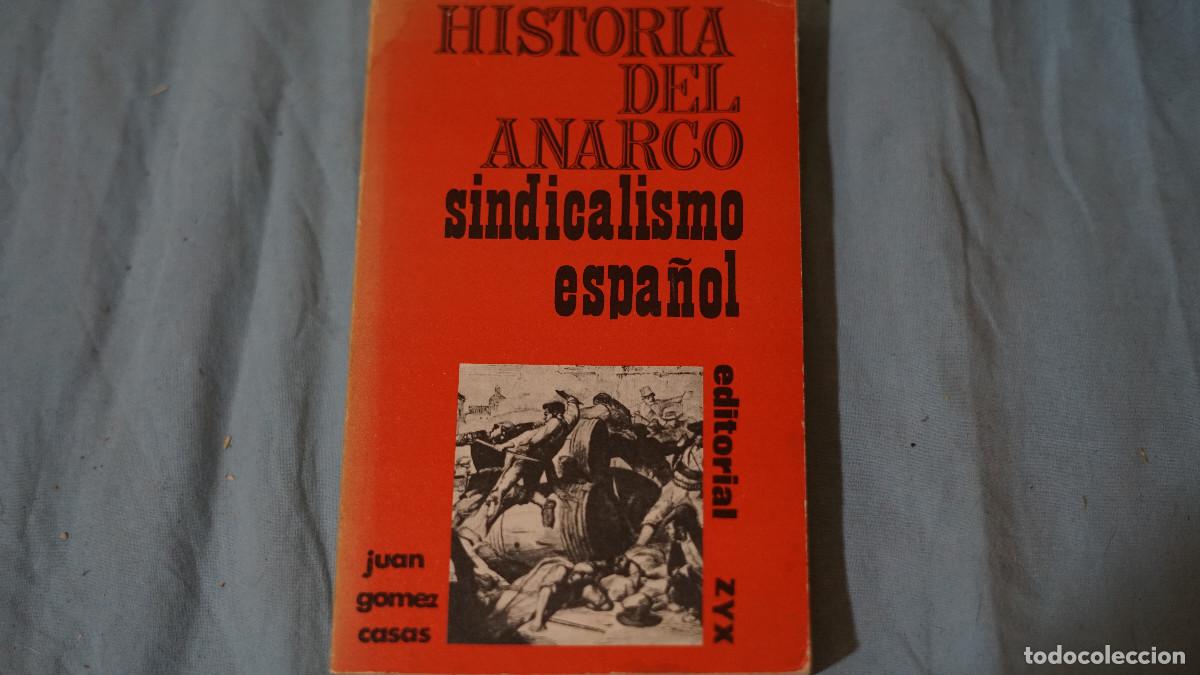 HISTORIA
DEL
ANARCO
sindicalismo
español
editorial zyx
juan
gomez
casas
todocoleccion